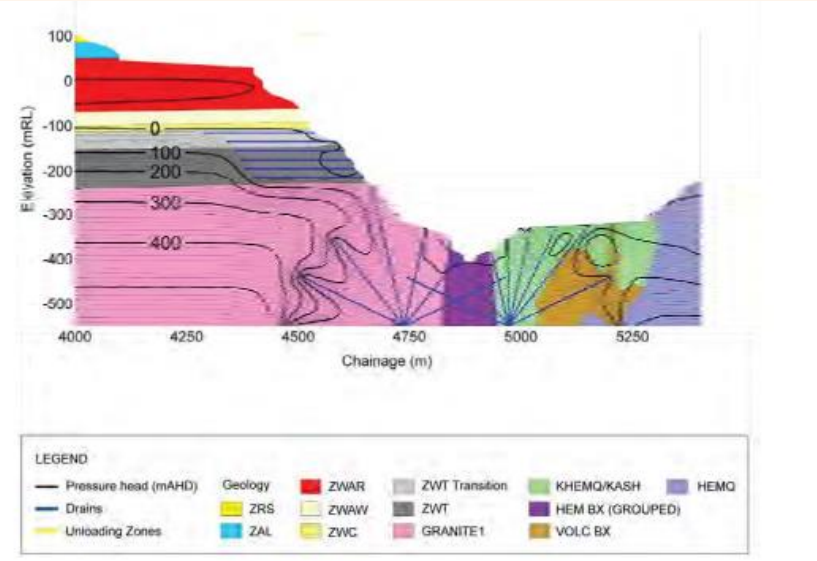 100
0
-100
-200
-300
-400
-500
Elevation (mRL)
0
100
200
300
400
4000 4250 4500 4750 5000 5250
Chainage (m)
LEGEND
Pressure head (mAHD) Geology ZWAR ZWT Transition KHEMQ/KASH HEMQ
Drains ZRS ZWAW ZWT HEM BX (GROUPED)
Unloading Zones ZAL ZWC GRANITE1 VOLC BX